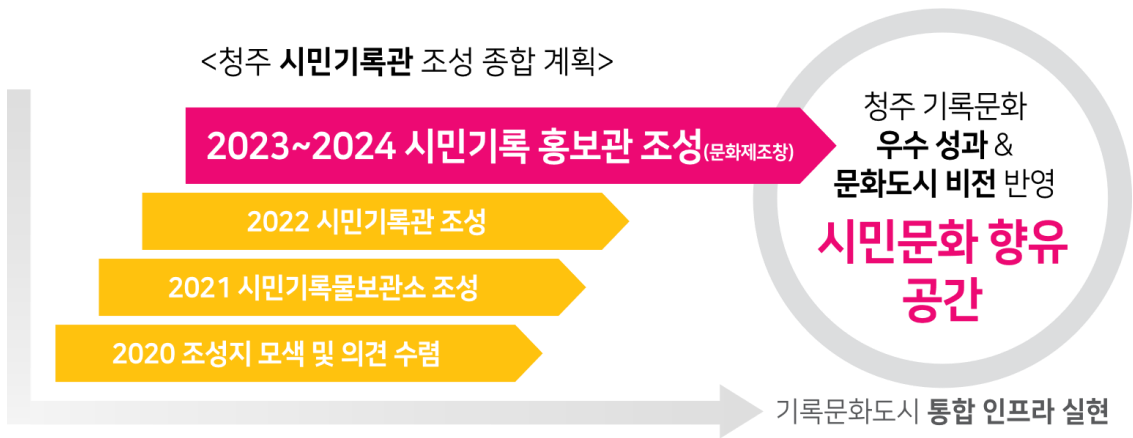 <청주 시민기록관 조성 종합 계획>
2023~2024 시민기록 홍보관 조성(문화제조창)
2022 시민기록관 조성
2021 시민기록물보관소 조성
2020 조성지 모색 및 의견 수렴
청주 기록문화
우수 성과 &
문화도시 비전 반영
시민문화 향유
공간
기록문화도시 통합 인프라 실현